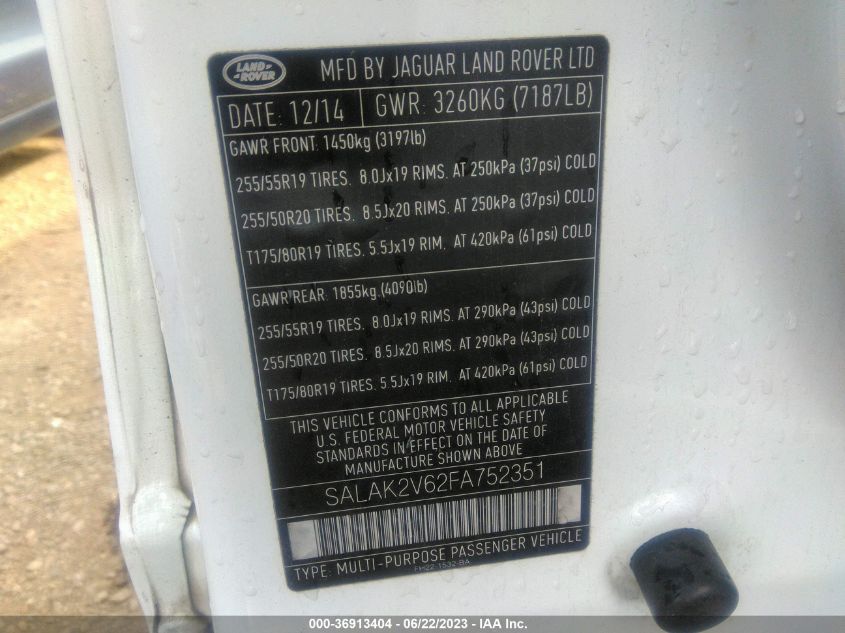 LAND ROVER
MFD BY JAGUAR LAND ROVER LTD
DATE: 12/14 GWR: 3260KG (7187LB)
GAWR FRONT: 1450kg (3197lb)
255/55R19 TIRES. 8.0Jx19 RIMS. AT 250kPa (37psi) COLD
255/50R20 TIRES. 8.5Jx20 RIMS. AT 250kPa (37psi) COLD
T175/80R19 TIRES. 5.5Jx19 RIM. AT 420kPa (61psi) COLD
GAWR REAR: 1855kg (4090lb)
255/55R19 TIRES. 8.0Jx19 RIMS. AT 290kPa (43psi) COLD
255/50R20 TIRES. 8.5Jx20 RIMS. AT 290kPa (43psi) COLD
T175/80R19 TIRES. 5.5Jx19 RIM. AT 420kPa (61psi) COLD
THIS VEHICLE CONFORMS TO ALL APPLICABLE
U.S. FEDERAL MOTOR VEHICLE SAFETY
STANDARDS IN EFFECT ON THE DATE OF
MANUFACTURE SHOWN ABOVE
SALAK2V62FA752351
TYPE: MULTI-PURPOSE PASSENGER VEHICLE
FH22-1532-BA
000-36913404 - 06/22/2023 - IAA Inc.